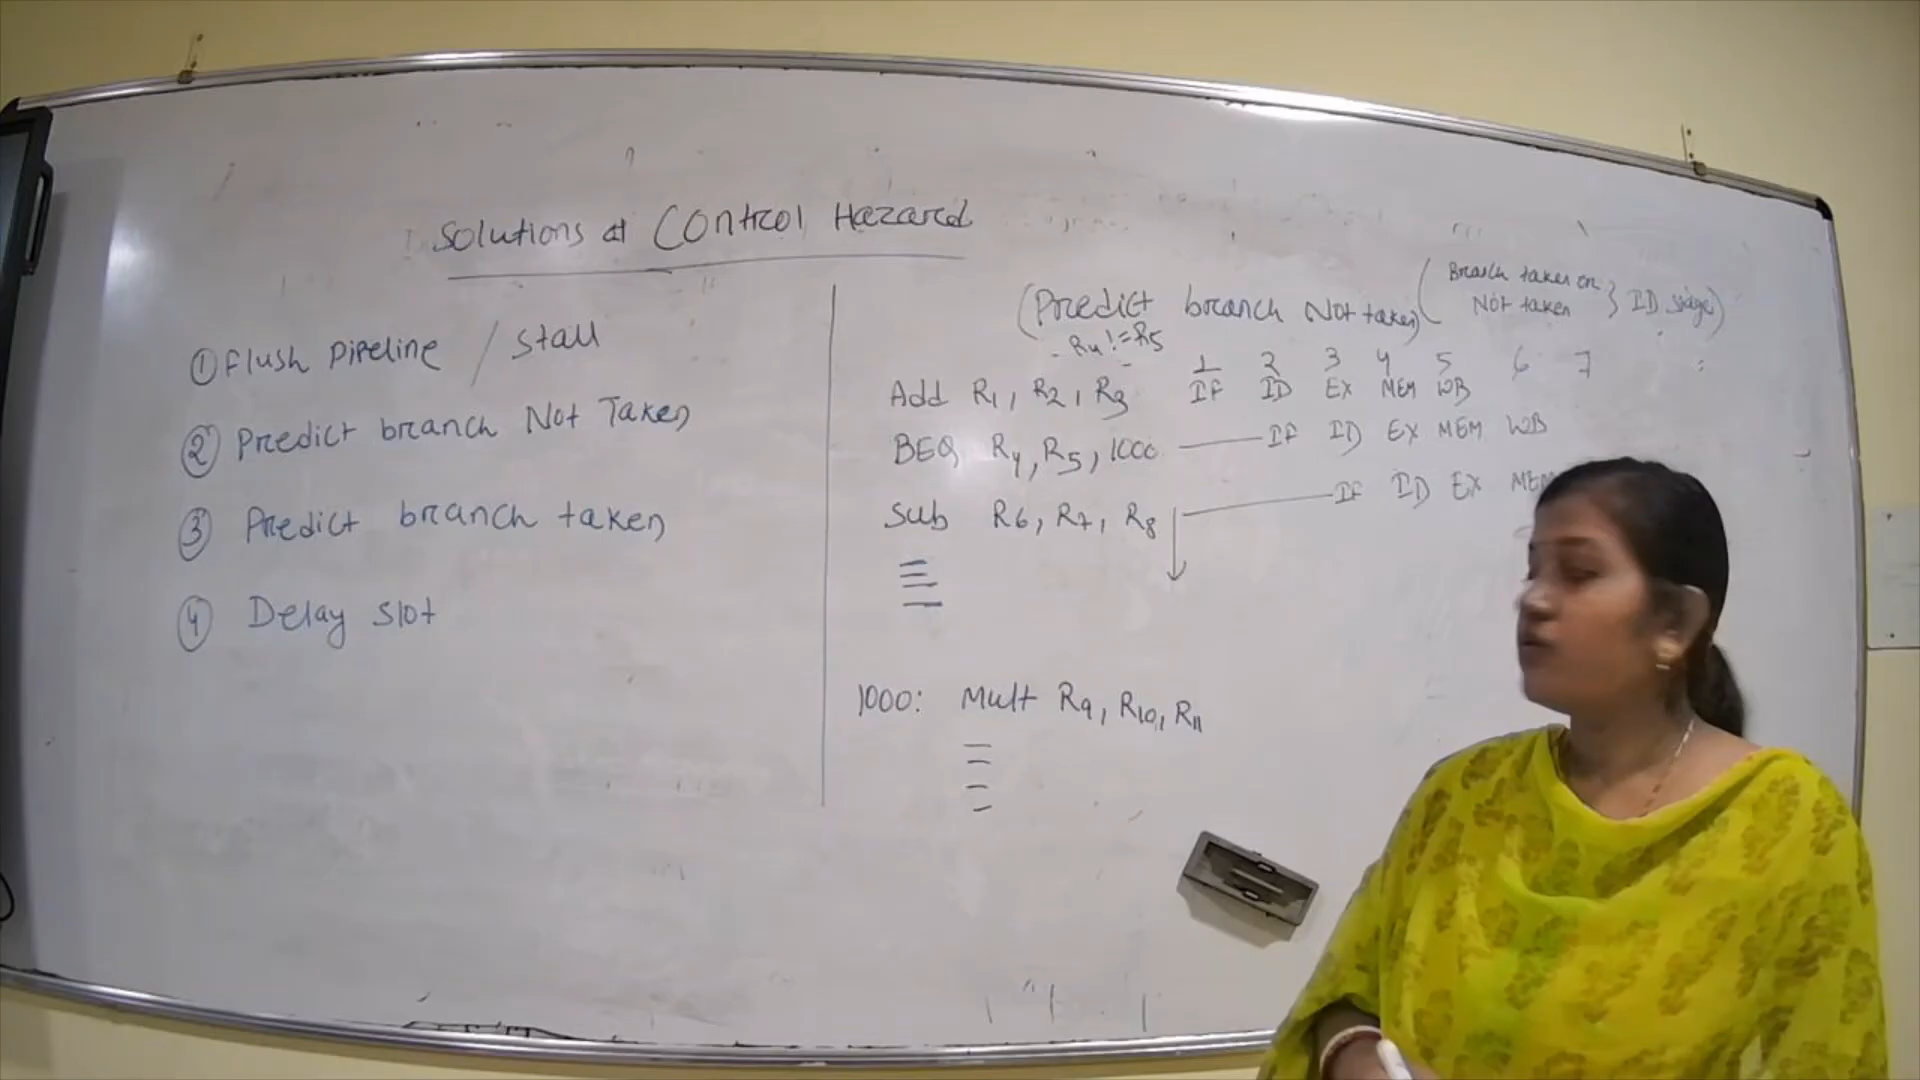 Solutions of Control Hazard
① Flush Pipeline / Stall
② Predict branch Not Taken
③ Predict branch taken
④ Delay slot
(Predict branch Not taken) (Branch taken or Not taken } ID stage)
R4 != R5
1 2 3 4 5 6 7
Add R1, R2, R3 IF ID EX MEM WB
BEQ R4, R5, 1000 IF ID EX MEM WB
Sub R6, R7, R8 IF ID EX MEM
1000: Mult R9, R10, R11